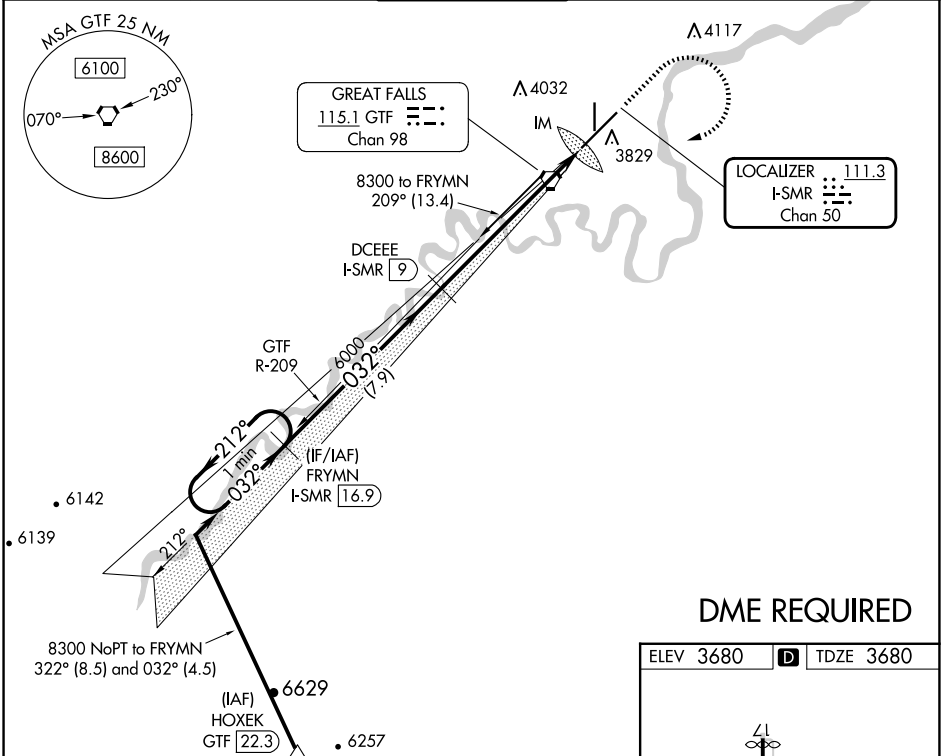 MSA GTF 25 NM
6100
070°
230°
8600
GREAT FALLS
115.1 GTF
Chan 98
4117
4032
IM
3829
LOCALIZER 111.3
I-SMR
Chan 50
8300 to FRYMN
209° (13.4)
DCEEE
I-SMR 9
GTF
R-209
6000
032°
(7.9)
212°
1 min
032°
(IF/IAF)
FRYMN
I-SMR 16.9
6142
6139
212°
8300 NoPT to FRYMN
322° (8.5) and 032° (4.5)
6629
(IAF)
HOXEK
GTF 22.3
6257
DME REQUIRED
ELEV 3680 D TDZE 3680
17